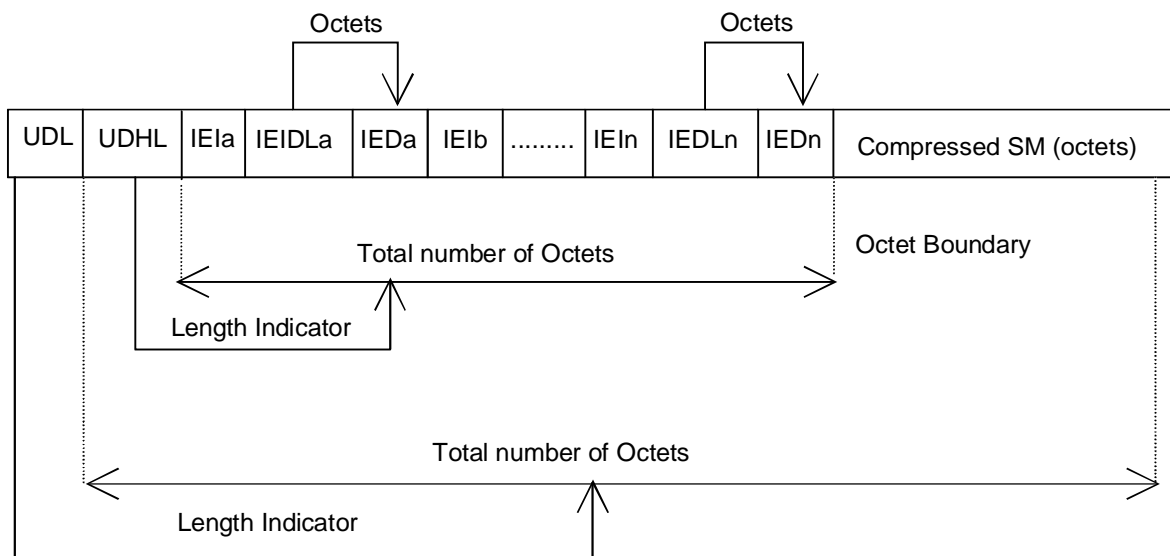 Octets Octets
UDL UDHL IEIa IEIDLa IEDa IEIb ......... IEIn IEDLn IEDn Compressed SM (octets)
Octet Boundary
Total number of Octets
Length Indicator
Total number of Octets
Length Indicator